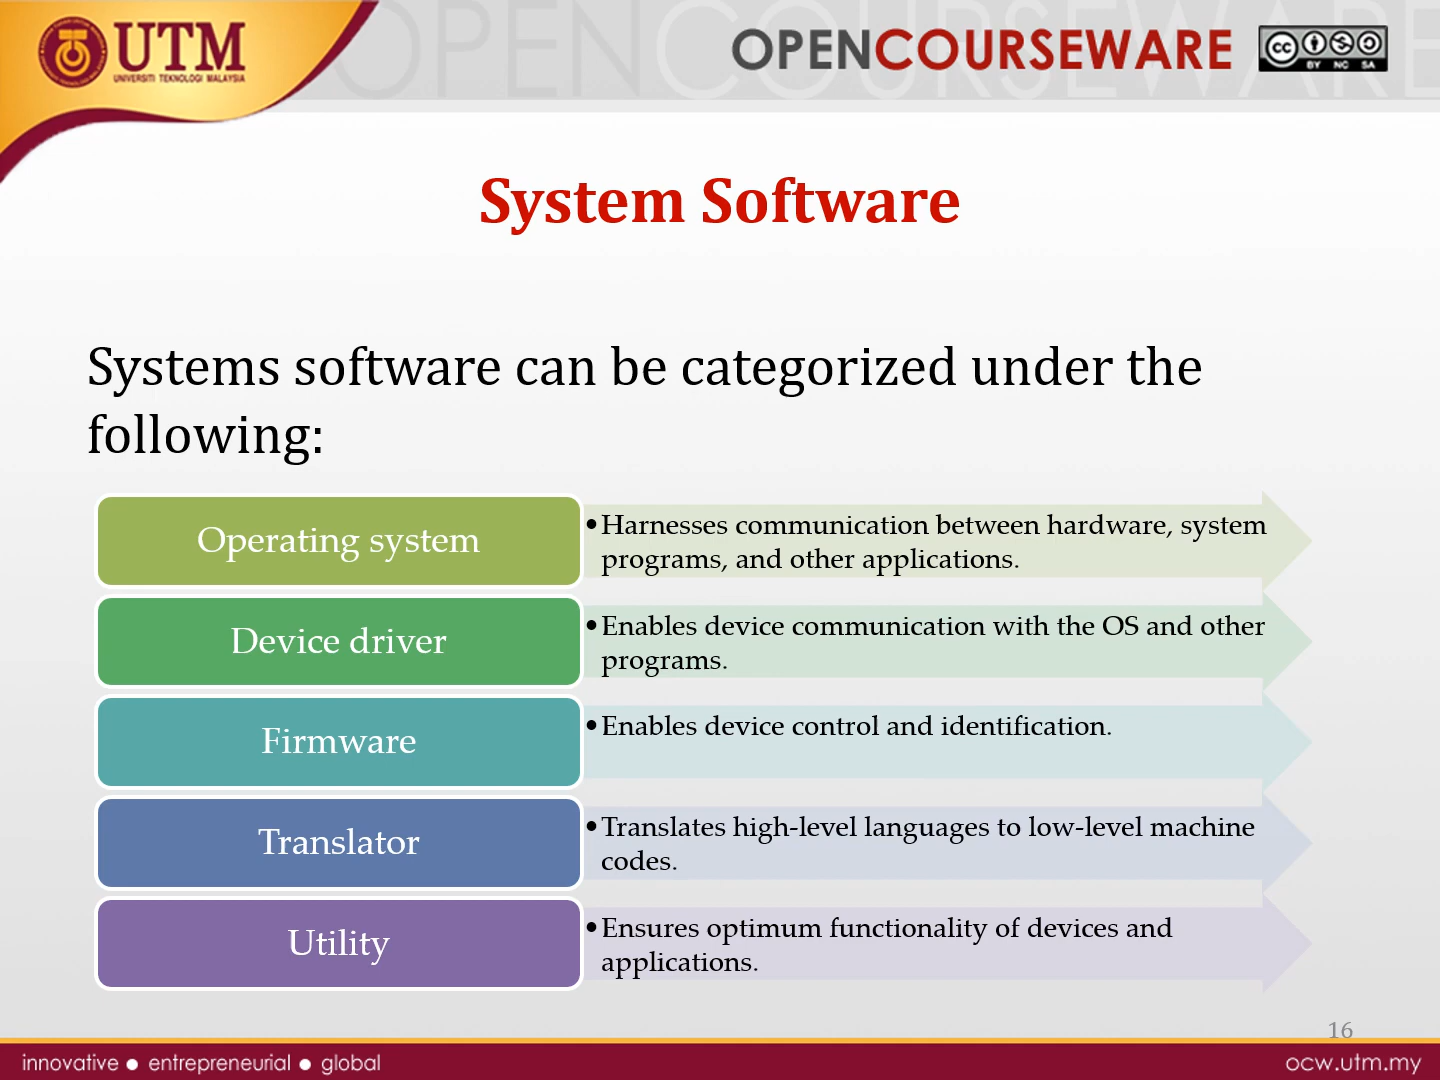 UTM
UNIVERSITI TEKNOLOGI MALAYSIA
OPENCOURSEWARE
OPENCOURSEWARE
cc
BY NC SA
System Software
Systems software can be categorized under the
following:
Operating system
•Harnesses communication between hardware, system
programs, and other applications.
Device driver
•Enables device communication with the OS and other
programs.
Firmware
•Enables device control and identification.
Translator
•Translates high-level languages to low-level machine
codes.
Utility
•Ensures optimum functionality of devices and
applications.
16
innovative ● entrepreneurial ● global
ocw.utm.my